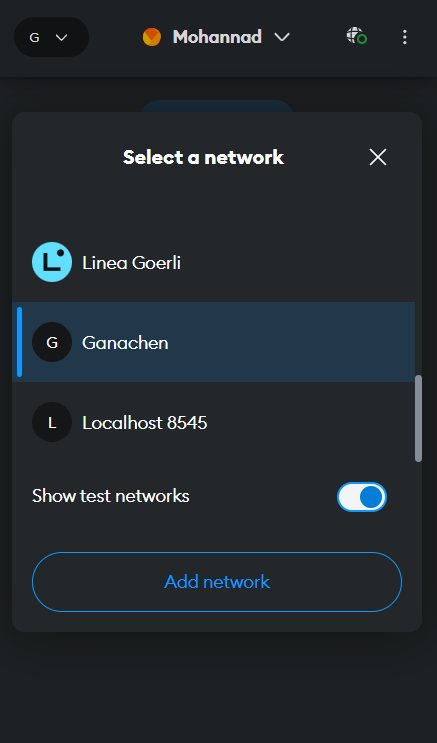 G
Mohannad
Select a network
Linea Goerli
G
Ganachen
L
Localhost 8545
Show test networks
Add network